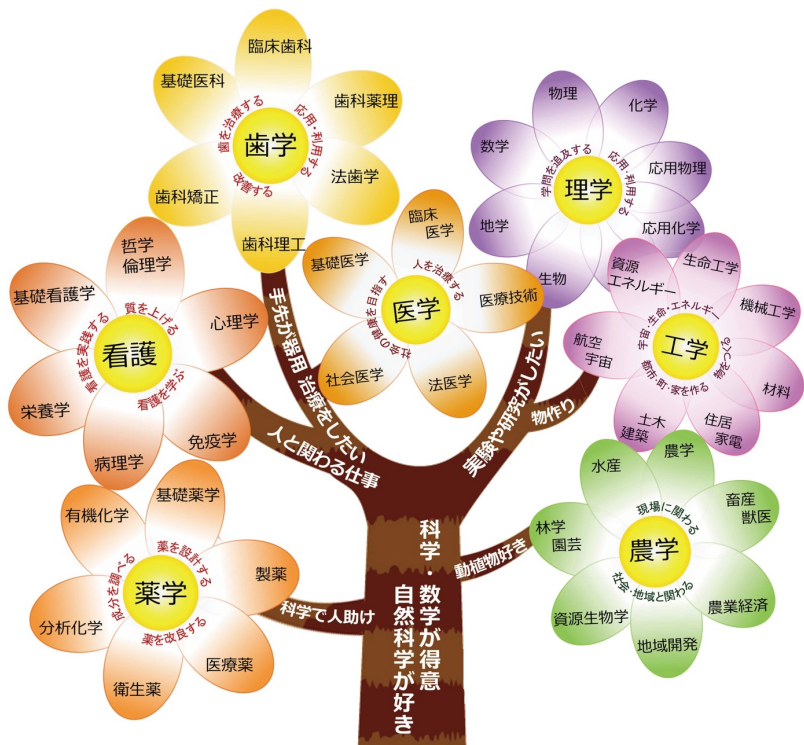 臨床歯科
基礎医科
歯科薬理
歯を治療する
応用・利用する
歯学
歯科矯正
法歯学
歯科理工
物理
化学
数学
応用物理
学問を追及する
応用・利用する
理学
地学
応用化学
生物
哲学
倫理学
基礎看護学
心理学
質を上げる
看護を実践する
看護
看護を学ぶ
栄養学
免疫学
病理学
臨床
医学
基礎医学
医療技術
人を治療する
社会の健康を目指す
医学
社会医学
法医学
資源
エネルギー
生命工学
機械工学
航空
宇宙
宇宙・生命・エネルギー
物をつくる
都市・町・家を作る
工学
材料
土木
建築
住居
家電
農学
水産
畜産
獣医
林学
園芸
現場に関わる
社会・地域と関わる
農学
資源生物学
農業経済
地域開発
基礎薬学
有機化学
製薬
薬を設計する
成分を調べる
薬を改良する
薬学
分析化学
医療薬
衛生薬
手先が器用 治療をしたい
人と関わる仕事
実験や研究がしたい
物作り
動植物好き
科学で人助け
科学・数学が得意
自然科学が好き